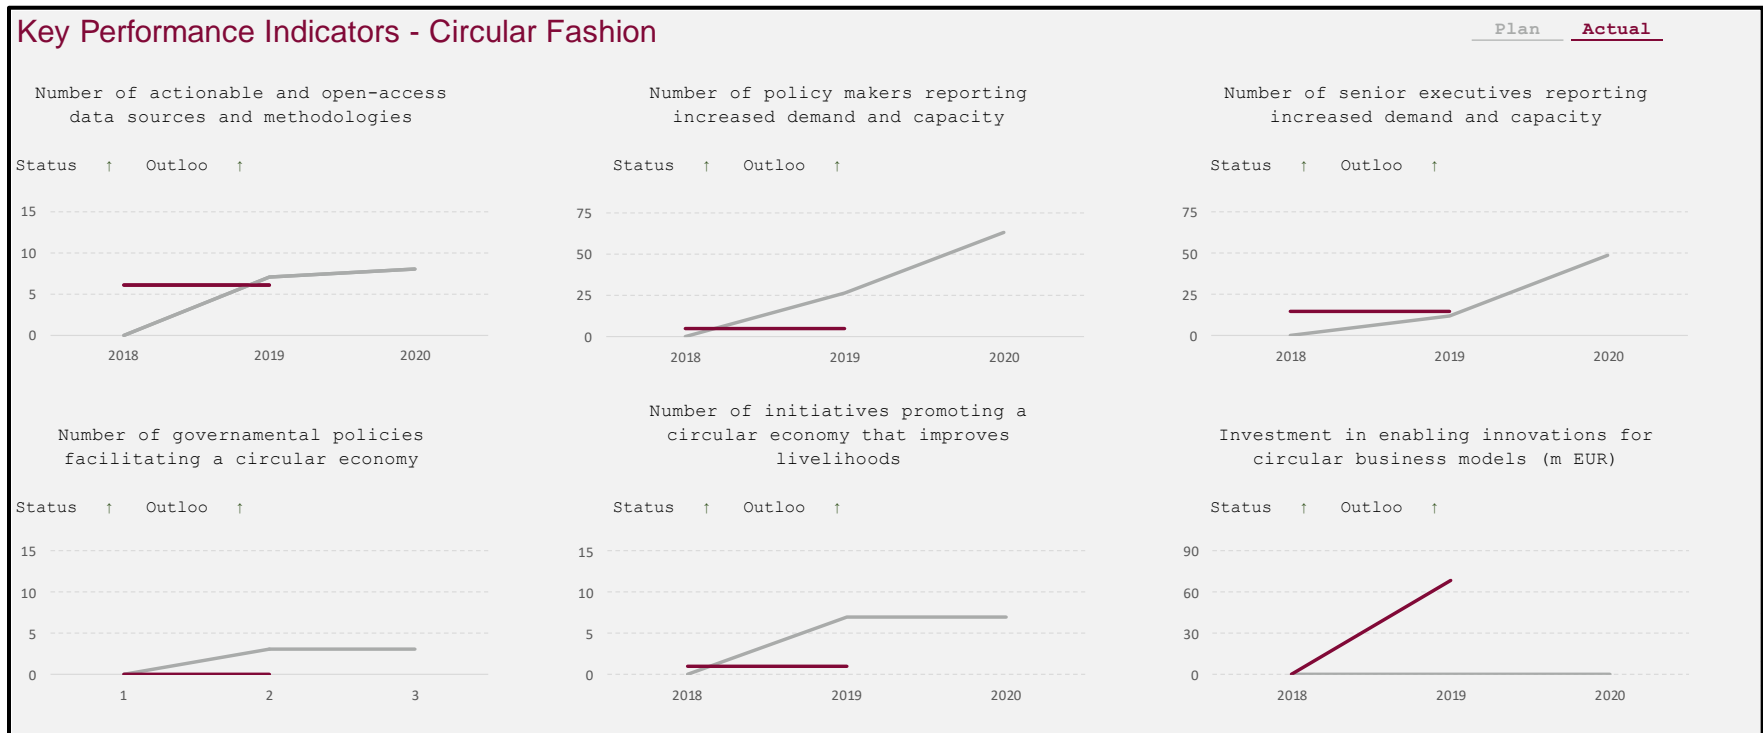 Key Performance Indicators - Circular Fashion
Plan Actual
Number of actionable and open-access
data sources and methodologies
Status ↑ Outloo ↑
15
10
5
0
2018 2019 2020
Number of policy makers reporting
increased demand and capacity
Status ↑ Outloo ↑
75
50
25
0
2018 2019 2020
Number of senior executives reporting
increased demand and capacity
Status ↑ Outloo ↑
75
50
25
0
2018 2019 2020
Number of governamental policies
facilitating a circular economy
Status ↑ Outloo ↑
15
10
5
0
1 2 3
Number of initiatives promoting a
circular economy that improves
livelihoods
Status ↑ Outloo ↑
15
10
5
0
2018 2019 2020
Investment in enabling innovations for
circular business models (m EUR)
Status ↑ Outloo ↑
90
60
30
0
2018 2019 2020